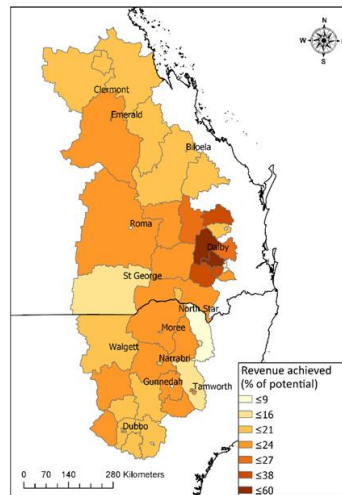 N
W
E
S
Clermont
Emerald
Biloela
Roma
Dalby
St George
North Star
Moree
Walgett
Narrabri
Gunnedah
Tamworth
Dubbo
Revenue achieved
(% of potential)
≤9
≤16
≤21
≤24
≤27
≤38
≤60
0 70 140 280 Kilometers